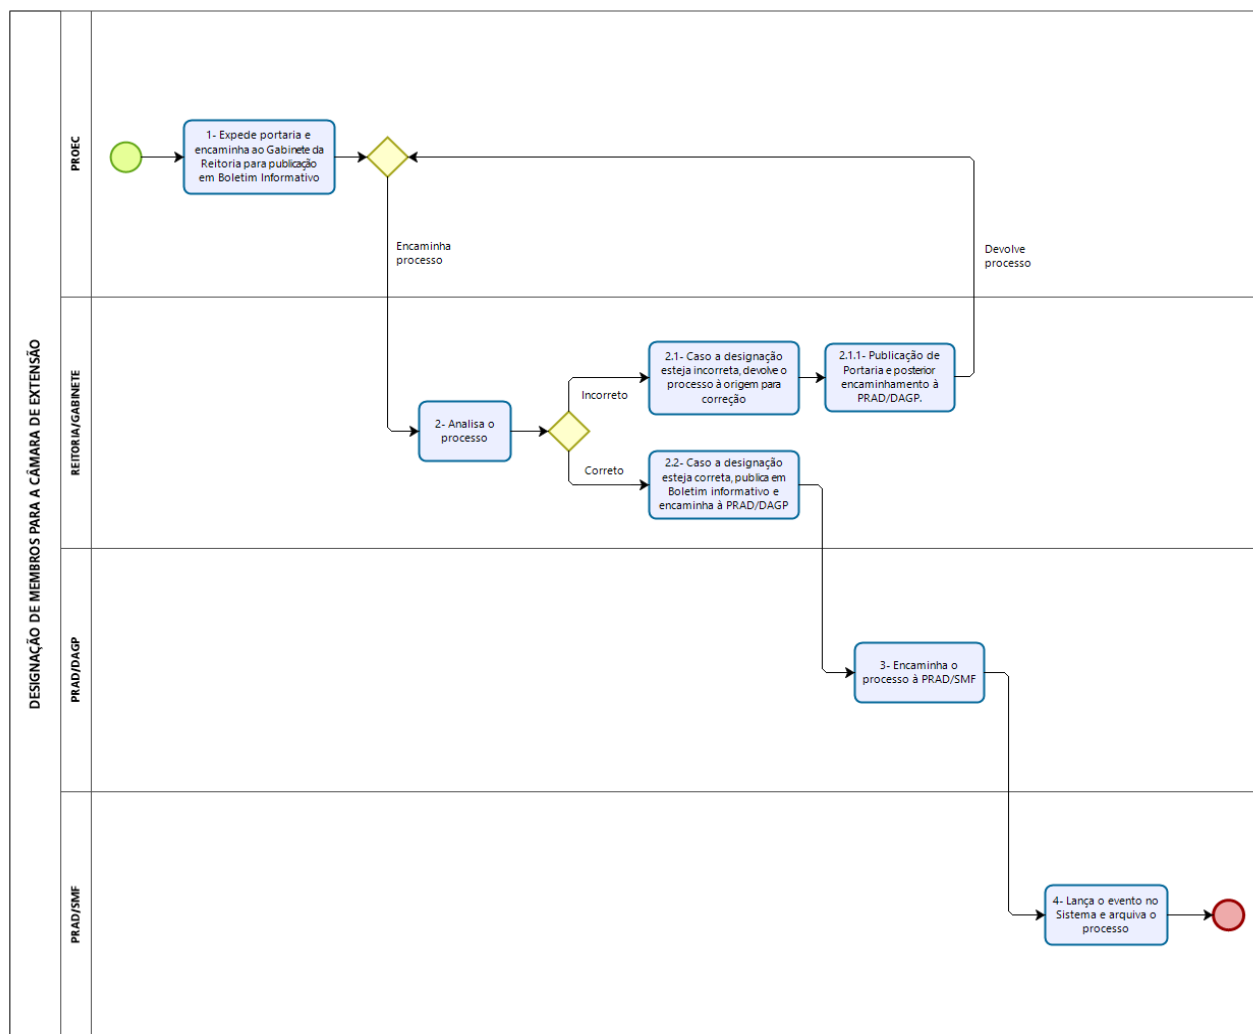 DESIGNAÇÃO DE MEMBROS PARA A CÂMARA DE EXTENSÃO
PROEC
1- Expede portaria e
encaminha ao Gabinete da
Reitoria para publicação
em Boletim Informativo
Encaminha
processo
Devolve
processo
REITORIA/GABINETE
2- Analisa o
processo
Incorreto
Correto
2.1- Caso a designação
esteja incorreta, devolve o
processo à origem para
correção
2.1.1- Publicação de
Portaria e posterior
encaminhamento à
PRAD/DAGP.
2.2- Caso a designação
esteja correta, publica em
Boletim informativo e
encaminha à PRAD/DAGP
PRAD/DAGP
3- Encaminha o
processo à PRAD/SMF
PRAD/SMF
4- Lança o evento no
Sistema e arquiva o
processo